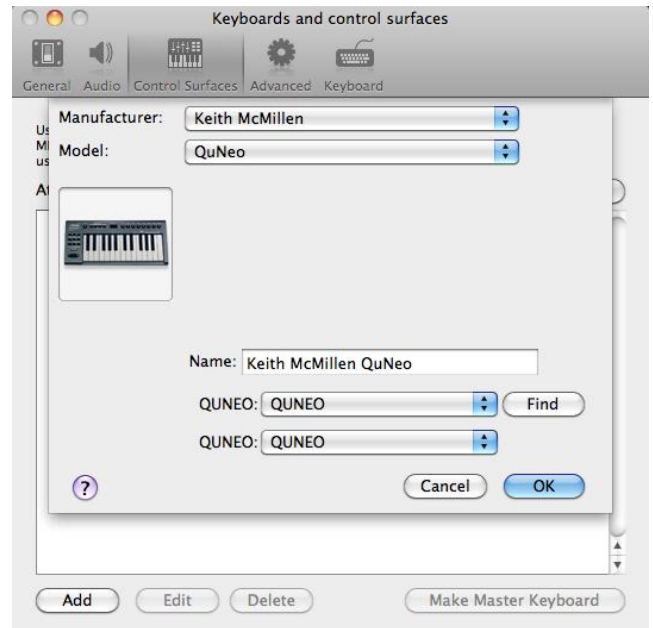 Keyboards and control surfaces
General Audio Control Surfaces Advanced Keyboard
Manufacturer: Keith McMillen
Model: QuNeo
Name: Keith McMillen QuNeo
QUNEO: QUNEO Find
QUNEO: QUNEO
? Cancel OK
Add Edit Delete Make Master Keyboard